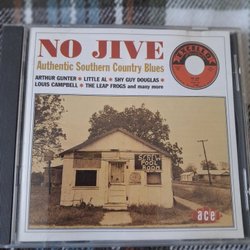 NO JIVE
Authentic Southern Country Blues
ARTHUR GUNTER • LITTLE AL • SHY GUY DOUGLAS •
LOUIS CAMPBELL • THE LEAP FROGS and many more
EXCELLO
ace